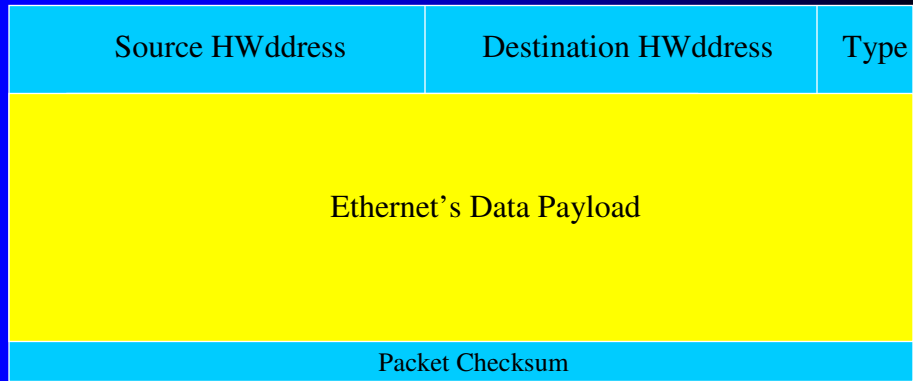 Source HWddress Destination HWddress Type
Ethernet’s Data Payload
Packet Checksum